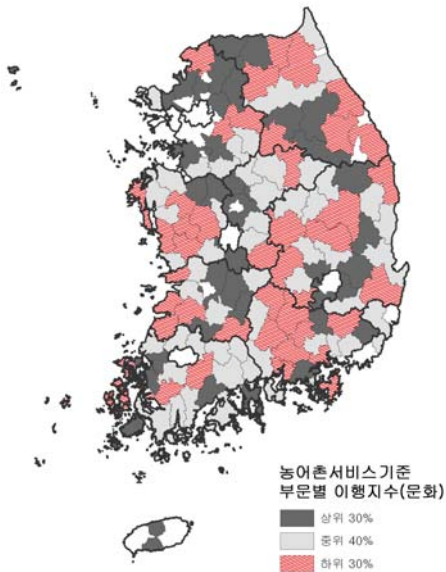 농어촌서비스기준
부문별 이행지수(문화)
상위 30%
중위 40%
하위 30%